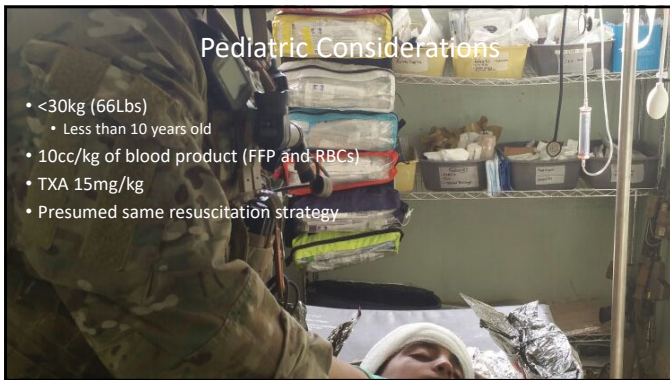 Pediatric Considerations
• <30kg (66Lbs)
• Less than 10 years old
• 10cc/kg of blood product (FFP and RBCs)
• TXA 15mg/kg
• Presumed same resuscitation strategy